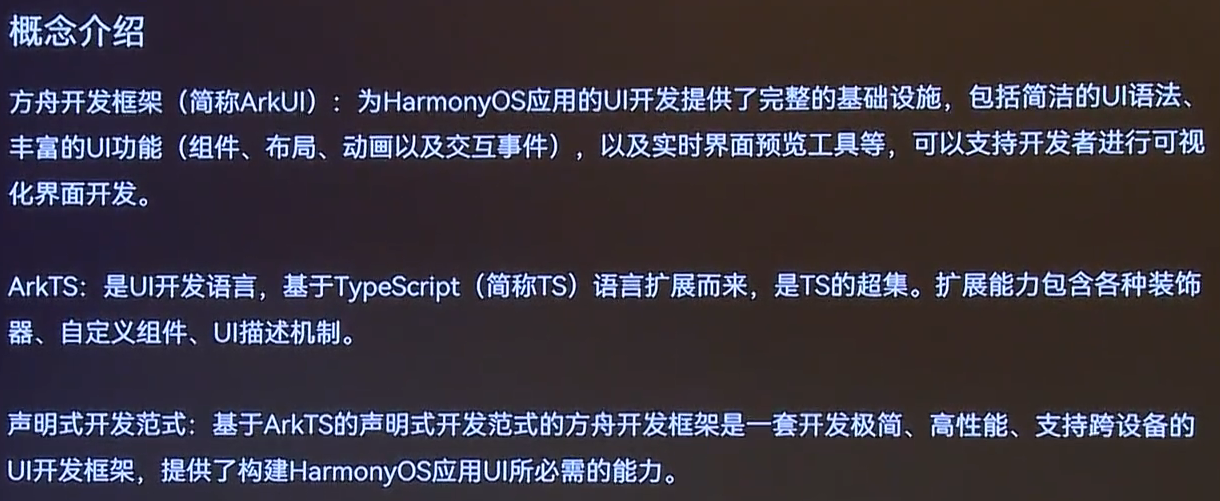 概念介绍
方舟开发框架（简称ArkUI）：为HarmonyOS应用的UI开发提供了完整的基础设施，包括简洁的UI语法、
丰富的UI功能（组件、布局、动画以及交互事件），以及实时界面预览工具等，可以支持开发者进行可视
化界面开发。
ArkTS：是UI开发语言，基于TypeScript（简称TS）语言扩展而来，是TS的超集。扩展能力包含各种装饰
器、自定义组件、UI描述机制。
声明式开发范式：基于ArkTS的声明式开发范式的方舟开发框架是一套开发极简、高性能、支持跨设备的
UI开发框架，提供了构建HarmonyOS应用UI所必需的能力。